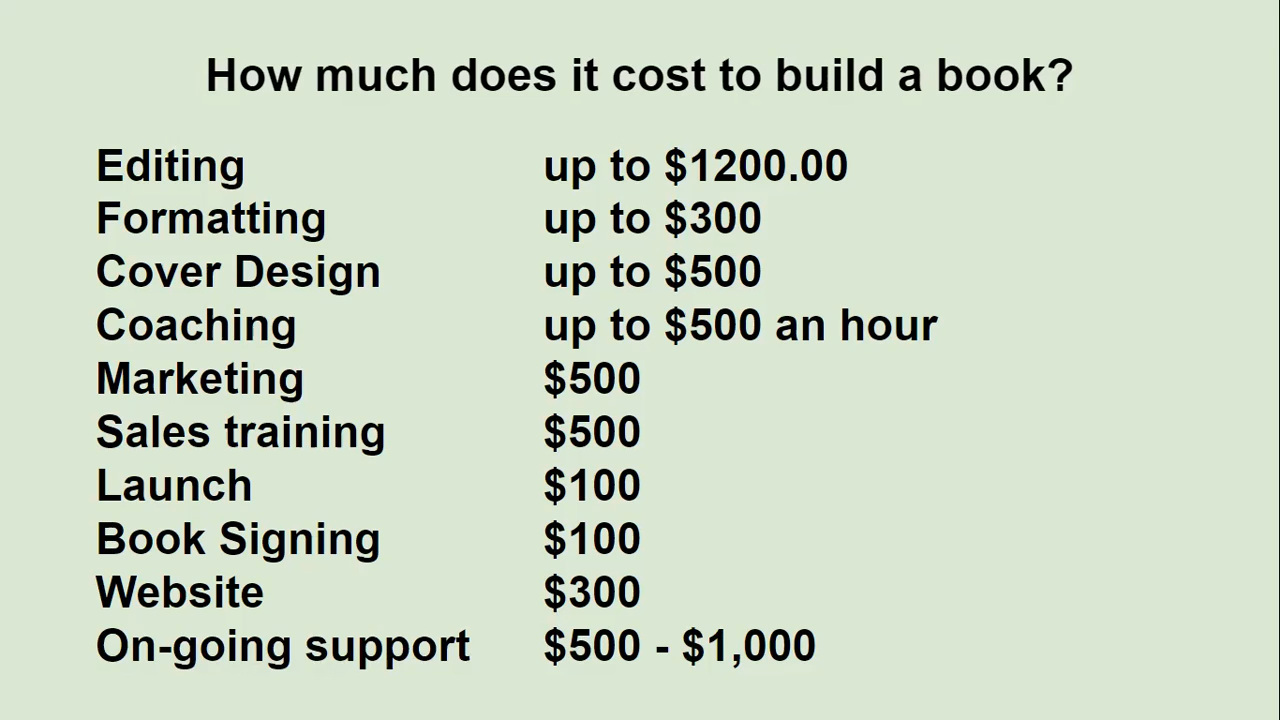 How much does it cost to build a book?
Editing up to $1200.00
Formatting up to $300
Cover Design up to $500
Coaching up to $500 an hour
Marketing $500
Sales training $500
Launch $100
Book Signing $100
Website $300
On-going support $500 - $1,000